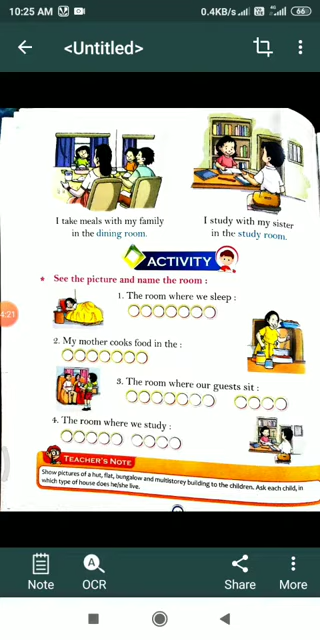 10:25 AM
0.4KB/s
4G
66
<Untitled>
I take meals with my family
in the dining room.
I study with my sister
in the study room.
ACTIVITY
★ See the picture and name the room :
1. The room where we sleep :
4:21
2. My mother cooks food in the :
3. The room where our guests sit :
4. The room where we study :
TEACHER'S NOTE
Show pictures of a hut, flat, bungalow and multistorey building to the children. Ask each child, in
which type of house does he/she live.
A
Note
OCR
Share
More